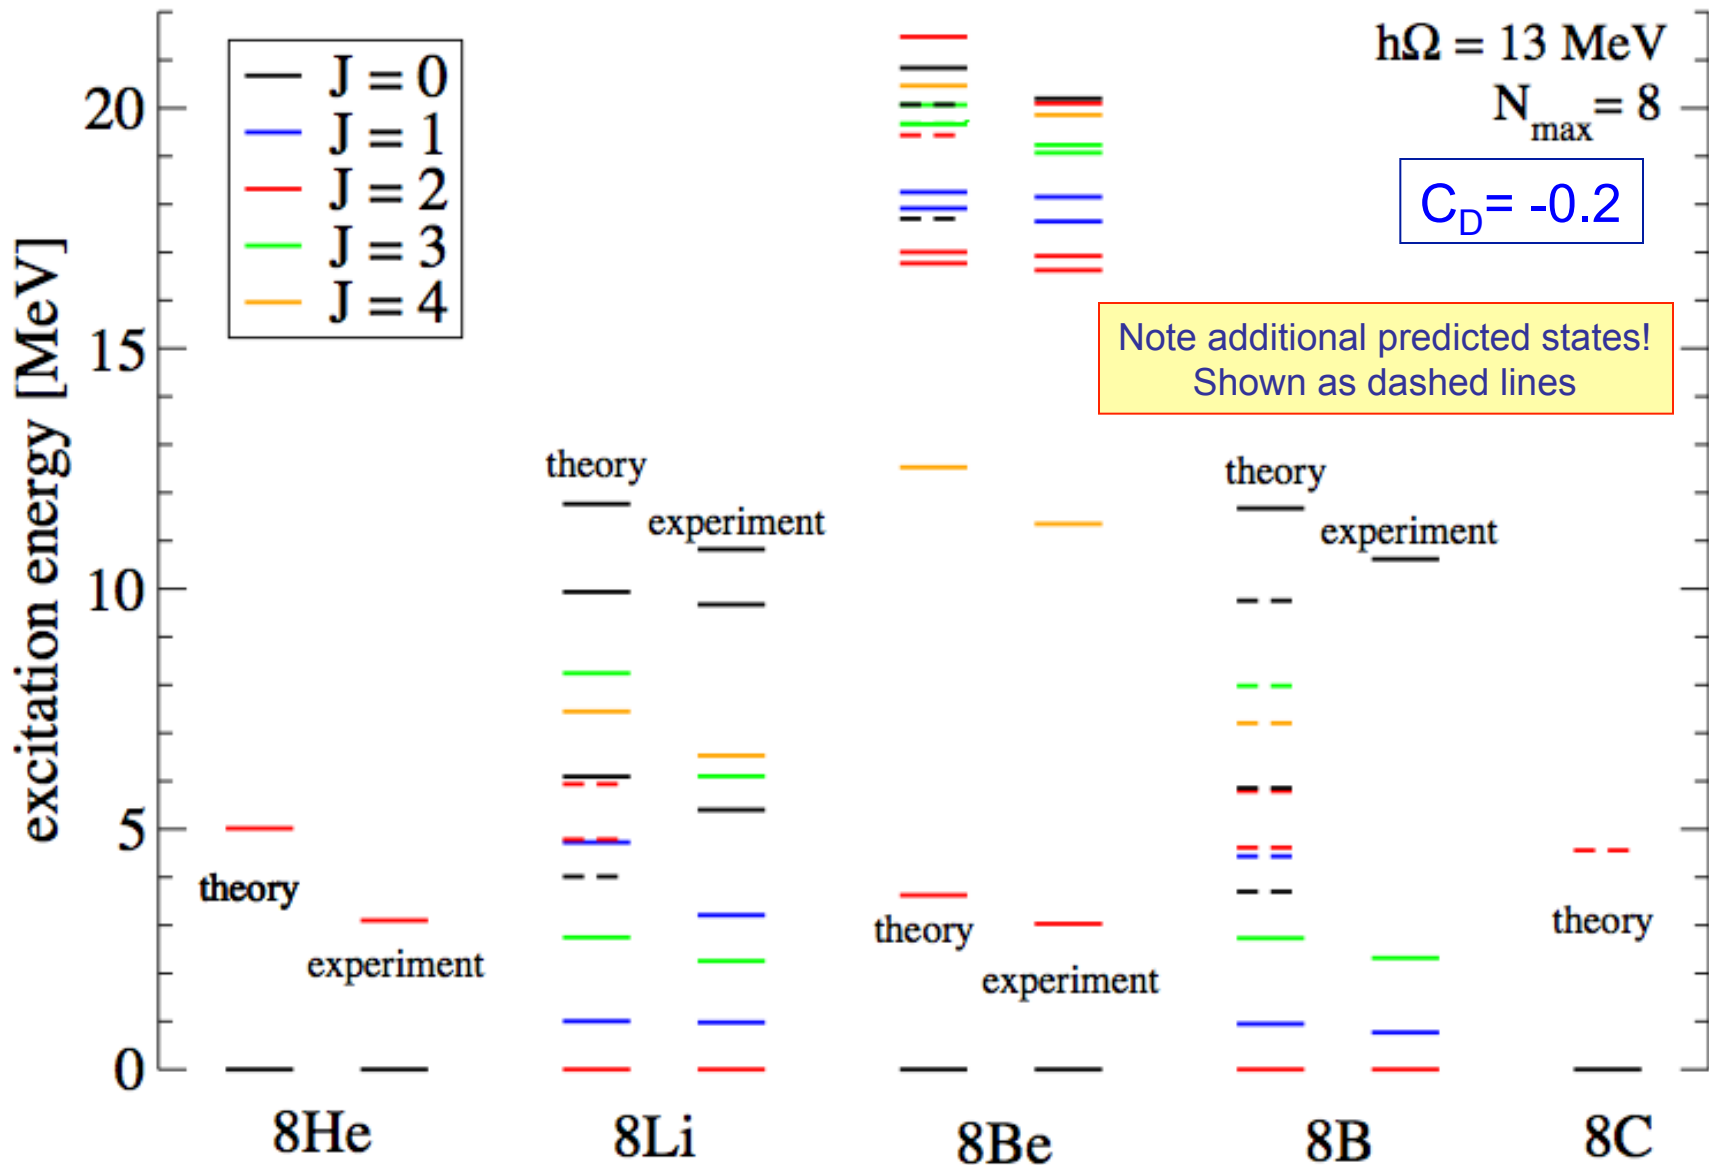 excitation energy [MeV]
20
15
10
5
0
J = 0
J = 1
J = 2
J = 3
J = 4
hΩ = 13 MeV
Nmax = 8
CD = -0.2
Note additional predicted states!
Shown as dashed lines
theory
experiment
theory
experiment
theory
experiment
theory
experiment
theory
8He
8Li
8Be
8B
8C